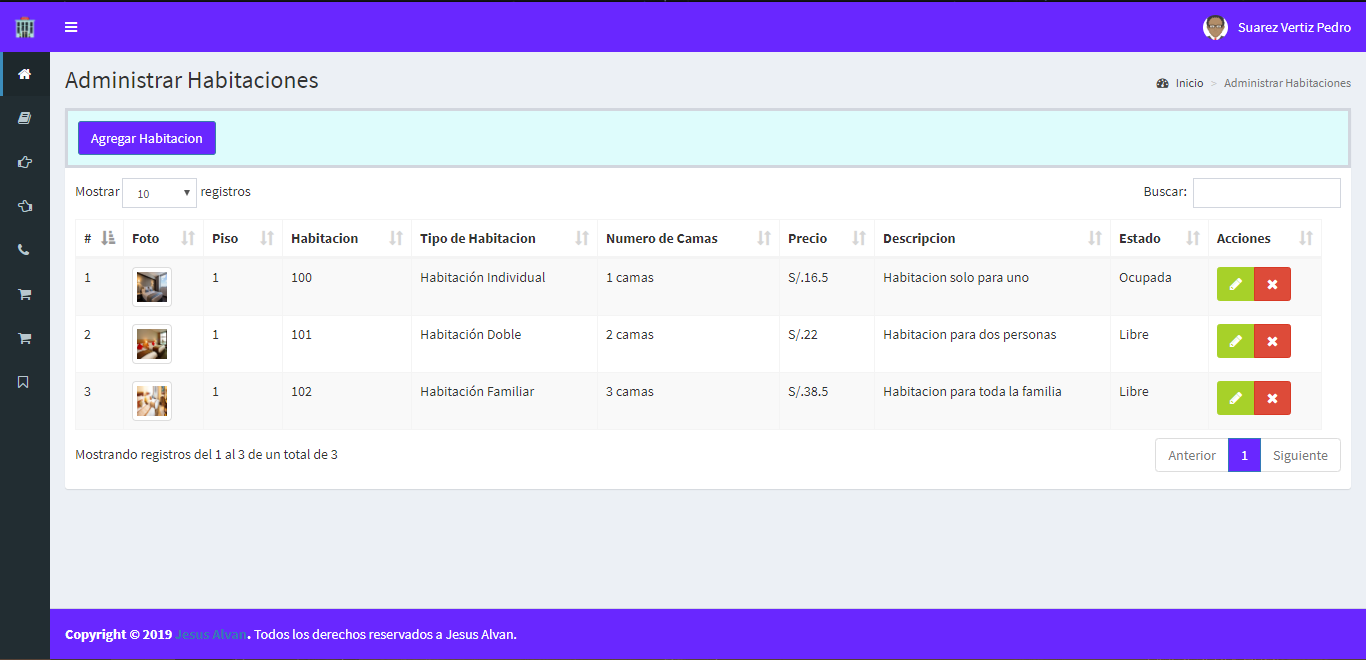 Suarez Vertiz Pedro
Administrar Habitaciones
Inicio > Administrar Habitaciones
Agregar Habitacion
Mostrar 10 registros Buscar:
# Foto Piso Habitacion Tipo de Habitacion Numero de Camas Precio Descripcion Estado Acciones
1 1 100 Habitación Individual 1 camas S/.16.5 Habitacion solo para uno Ocupada
2 1 101 Habitación Doble 2 camas S/.22 Habitacion para dos personas Libre
3 1 102 Habitación Familiar 3 camas S/.38.5 Habitacion para toda la familia Libre
Mostrando registros del 1 al 3 de un total de 3 Anterior 1 Siguiente
Copyright © 2019 Jesus Alvan. Todos los derechos reservados a Jesus Alvan.